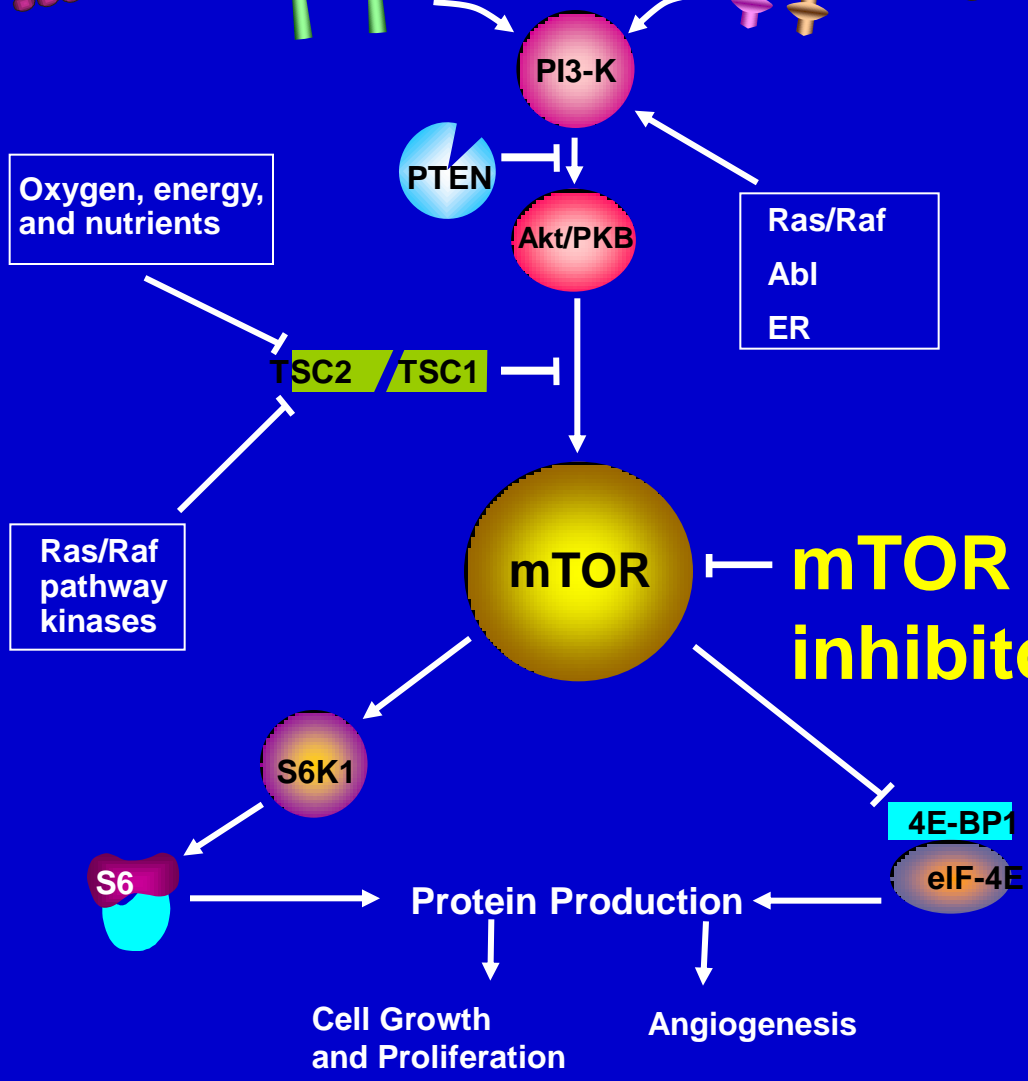 PI3-K
PTEN
Oxygen, energy,
and nutrients
Akt/PKB
Ras/Raf
Abl
ER
TSC2 TSC1
Ras/Raf
pathway
kinases
mTOR
mTOR
S6K1
4E-BP1
eIF-4E
S6
Protein Production
Cell Growth
and Proliferation
Angiogenesis